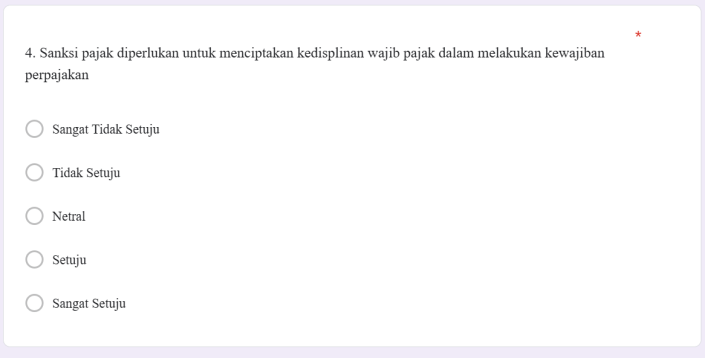 *
4. Sanksi pajak diperlukan untuk menciptakan kedisplinan wajib pajak dalam melakukan kewajiban
perpajakan
Sangat Tidak Setuju
Tidak Setuju
Netral
Setuju
Sangat Setuju